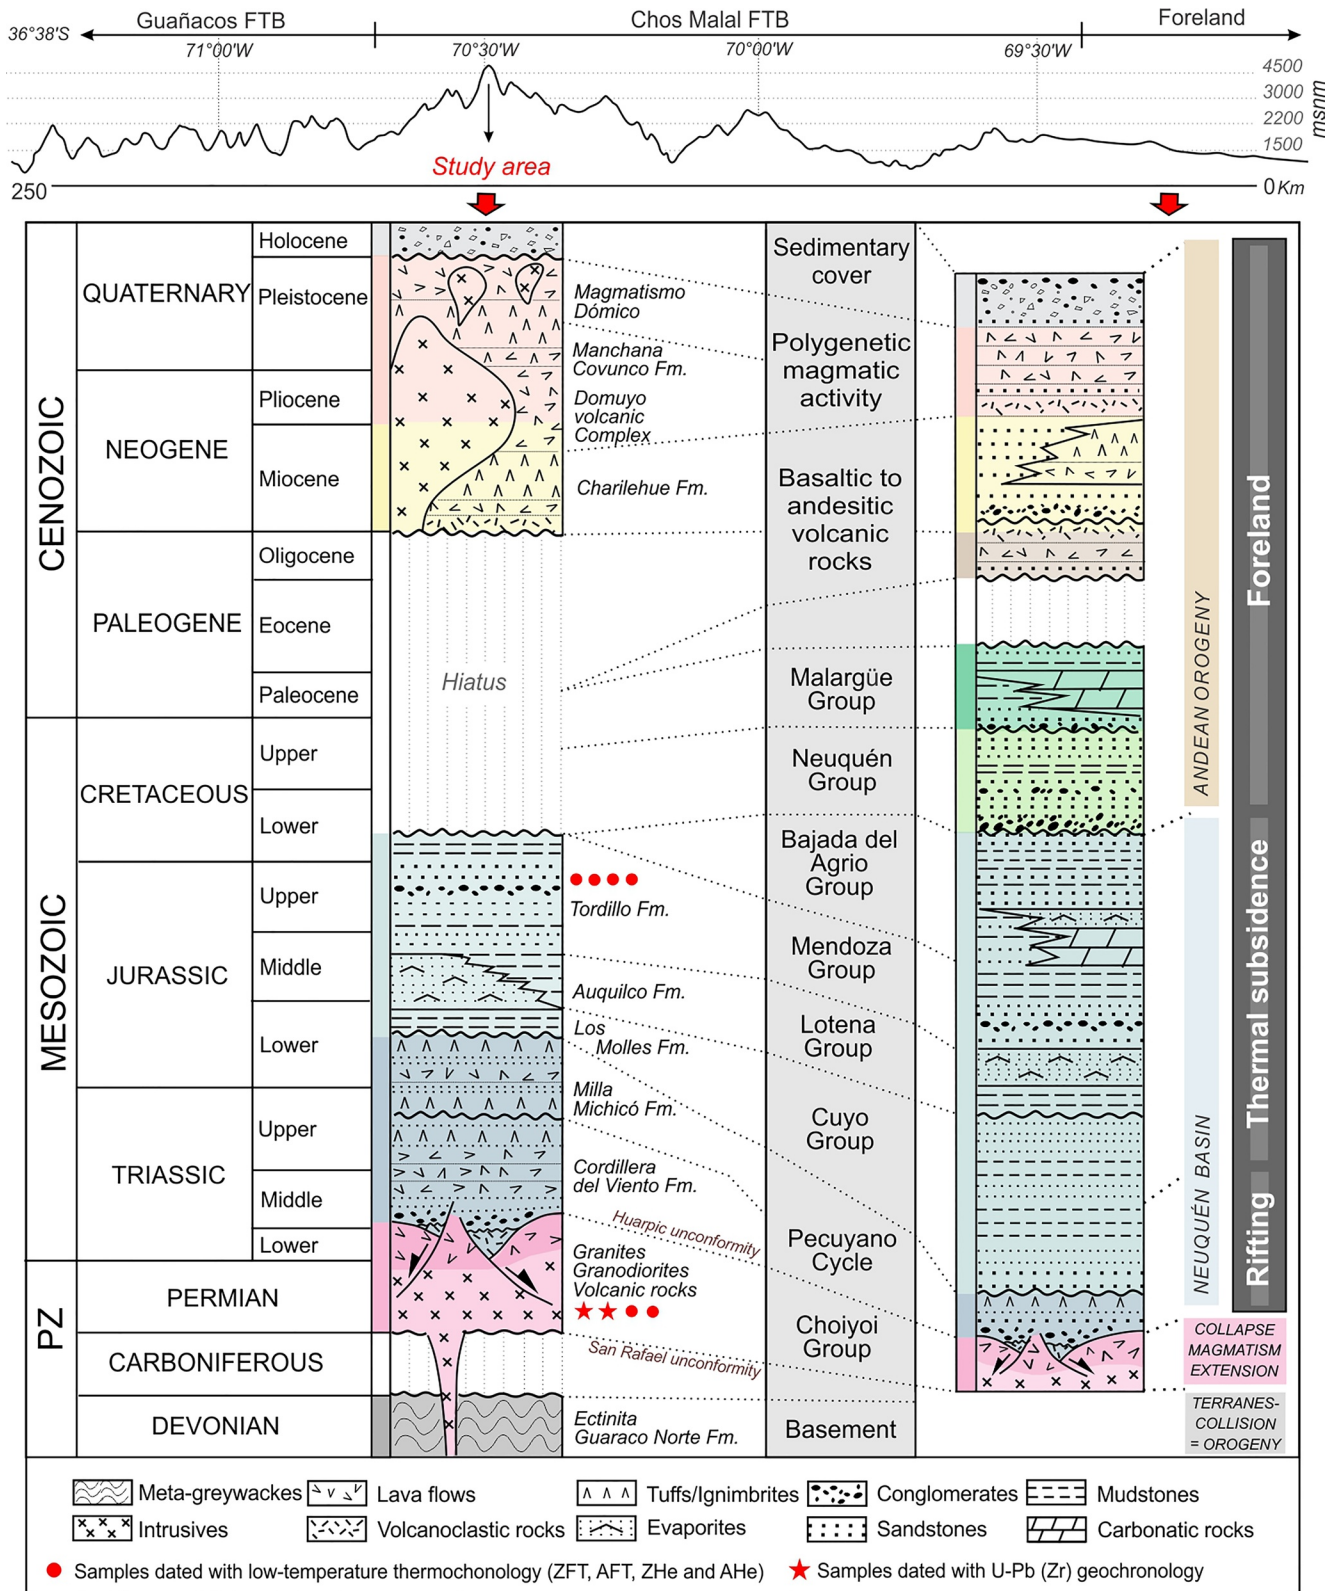 Guañacos FTB
Chos Malal FTB
Foreland
36°38'S
71°00'W
70°30'W
70°00'W
69°30'W
4500
3000
2200
1500
msnm
Study area
250
0 Km
CENOZOIC
MESOZOIC
PZ
QUATERNARY
NEOGENE
PALEOGENE
CRETACEOUS
JURASSIC
TRIASSIC
PERMIAN
CARBONIFEROUS
DEVONIAN
Holocene
Pleistocene
Pliocene
Miocene
Oligocene
Eocene
Paleocene
Upper
Lower
Upper
Middle
Lower
Upper
Middle
Lower
Hiatus
Magmatismo
Dómico
Manchana
Covunco Fm.
Domuyo
volcanic
Complex
Charilehue Fm.
Tordillo Fm.
Auquilco Fm.
Los
Molles Fm.
Milla
Michicó Fm.
Cordillera
del Viento Fm.
Huarpic unconformity
Granites
Granodiorites
Volcanic rocks
San Rafael unconformity
Ectinita
Guaraco Norte Fm.
Sedimentary
cover
Polygenetic
magmatic
activity
Basaltic to
andesitic
volcanic
rocks
Malargüe
Group
Neuquén
Group
Bajada del
Agrio
Group
Mendoza
Group
Lotena
Group
Cuyo
Group
Pecuyano
Cycle
Choiyoi
Group
Basement
ANDEAN OROGENY
NEUQUÉN BASIN
Foreland
Thermal subsidence
Rifting
COLLAPSE
MAGMATISM
EXTENSION
TERRANES-
COLLISION
= OROGENY
Meta-greywackes
Lava flows
Tuffs/Ignimbrites
Conglomerates
Mudstones
Intrusives
Volcanoclastic rocks
Evaporites
Sandstones
Carbonatic rocks
Samples dated with low-temperature thermochonology (ZFT, AFT, ZHe and AHe)
Samples dated with U-Pb (Zr) geochronology